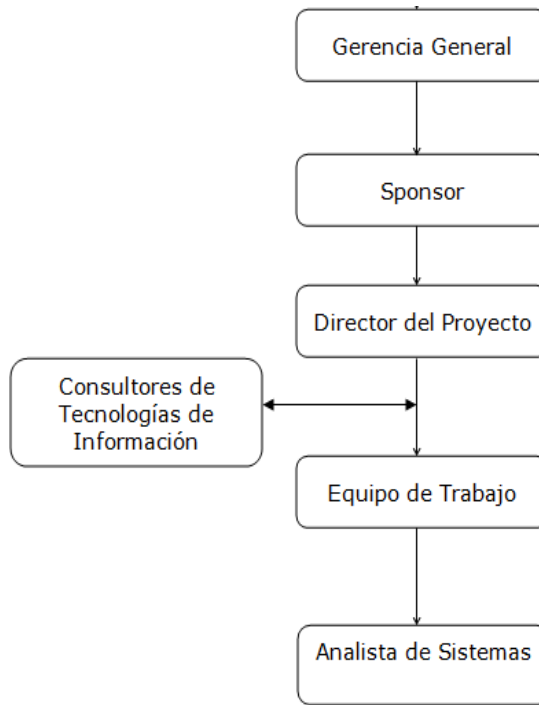 Gerencia General
Sponsor
Director del Proyecto
Consultores de
Tecnologías de
Información
Equipo de Trabajo
Analista de Sistemas